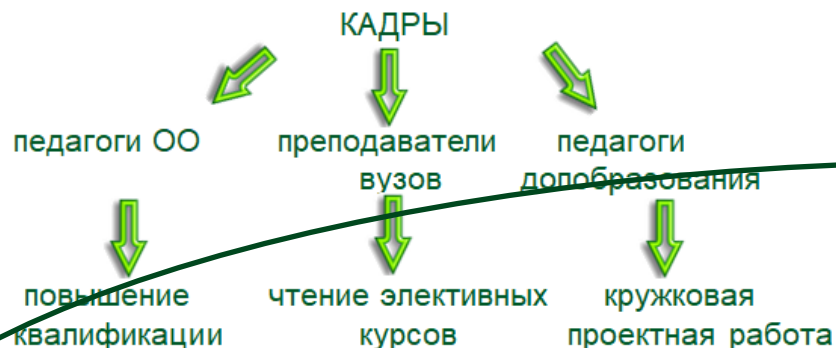 КАДРЫ
педагоги ОО
преподаватели
вузов
педагоги
допобразования
повышение
квалификации
чтение элективных
курсов
кружковая
проектная работа